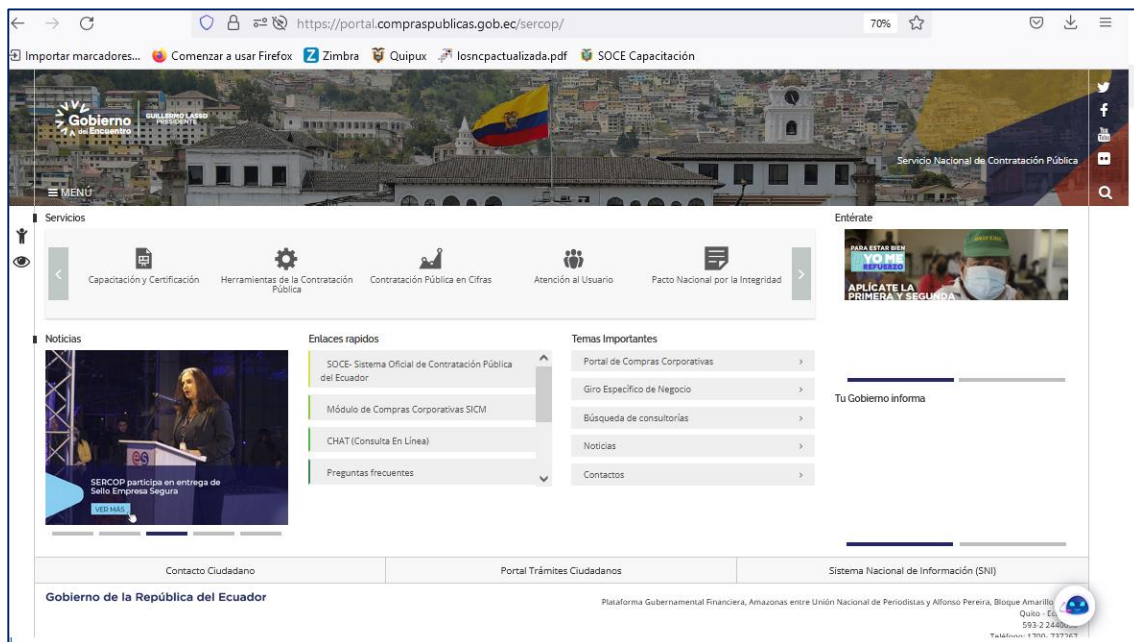 https://portal.compraspublicas.gob.ec/sercop/
70%
Importar marcadores... Comenzar a usar Firefox Zimbra Quipux losncpactualizada.pdf SOCE Capacitación
Gobierno
del Encuentro
GUILLERMO LASSO
PRESIDENTE
Servicio Nacional de Contratación Pública
MENÚ
Servicios
Capacitación y Certificación
Herramientas de la Contratación
Pública
Contratación Pública en Cifras
Atención al Usuario
Pacto Nacional por la Integridad
Entérate
PARA ESTAR BIEN
YO ME
REFUERZO
APLÍCATE LA
PRIMERA Y SEGUNDA
Noticias
SERCOP participa en entrega de
Sello Empresa Segura
VER MÁS
Enlaces rapidos
SOCE- Sistema Oficial de Contratación Pública
del Ecuador
Módulo de Compras Corporativas SICM
CHAT (Consulta En Línea)
Preguntas frecuentes
Temas Importantes
Portal de Compras Corporativas
Giro Específico de Negocio
Búsqueda de consultorías
Noticias
Contactos
Tu Gobierno informa
Contacto Ciudadano
Portal Trámites Ciudadanos
Sistema Nacional de Información (SNI)
Gobierno de la República del Ecuador
Plataforma Gubernamental Financiera, Amazonas entre Unión Nacional de Periodistas y Alfonso Pereira, Bloque Amarillo
Quito -
593-2
Teléfono: 1700- 737267